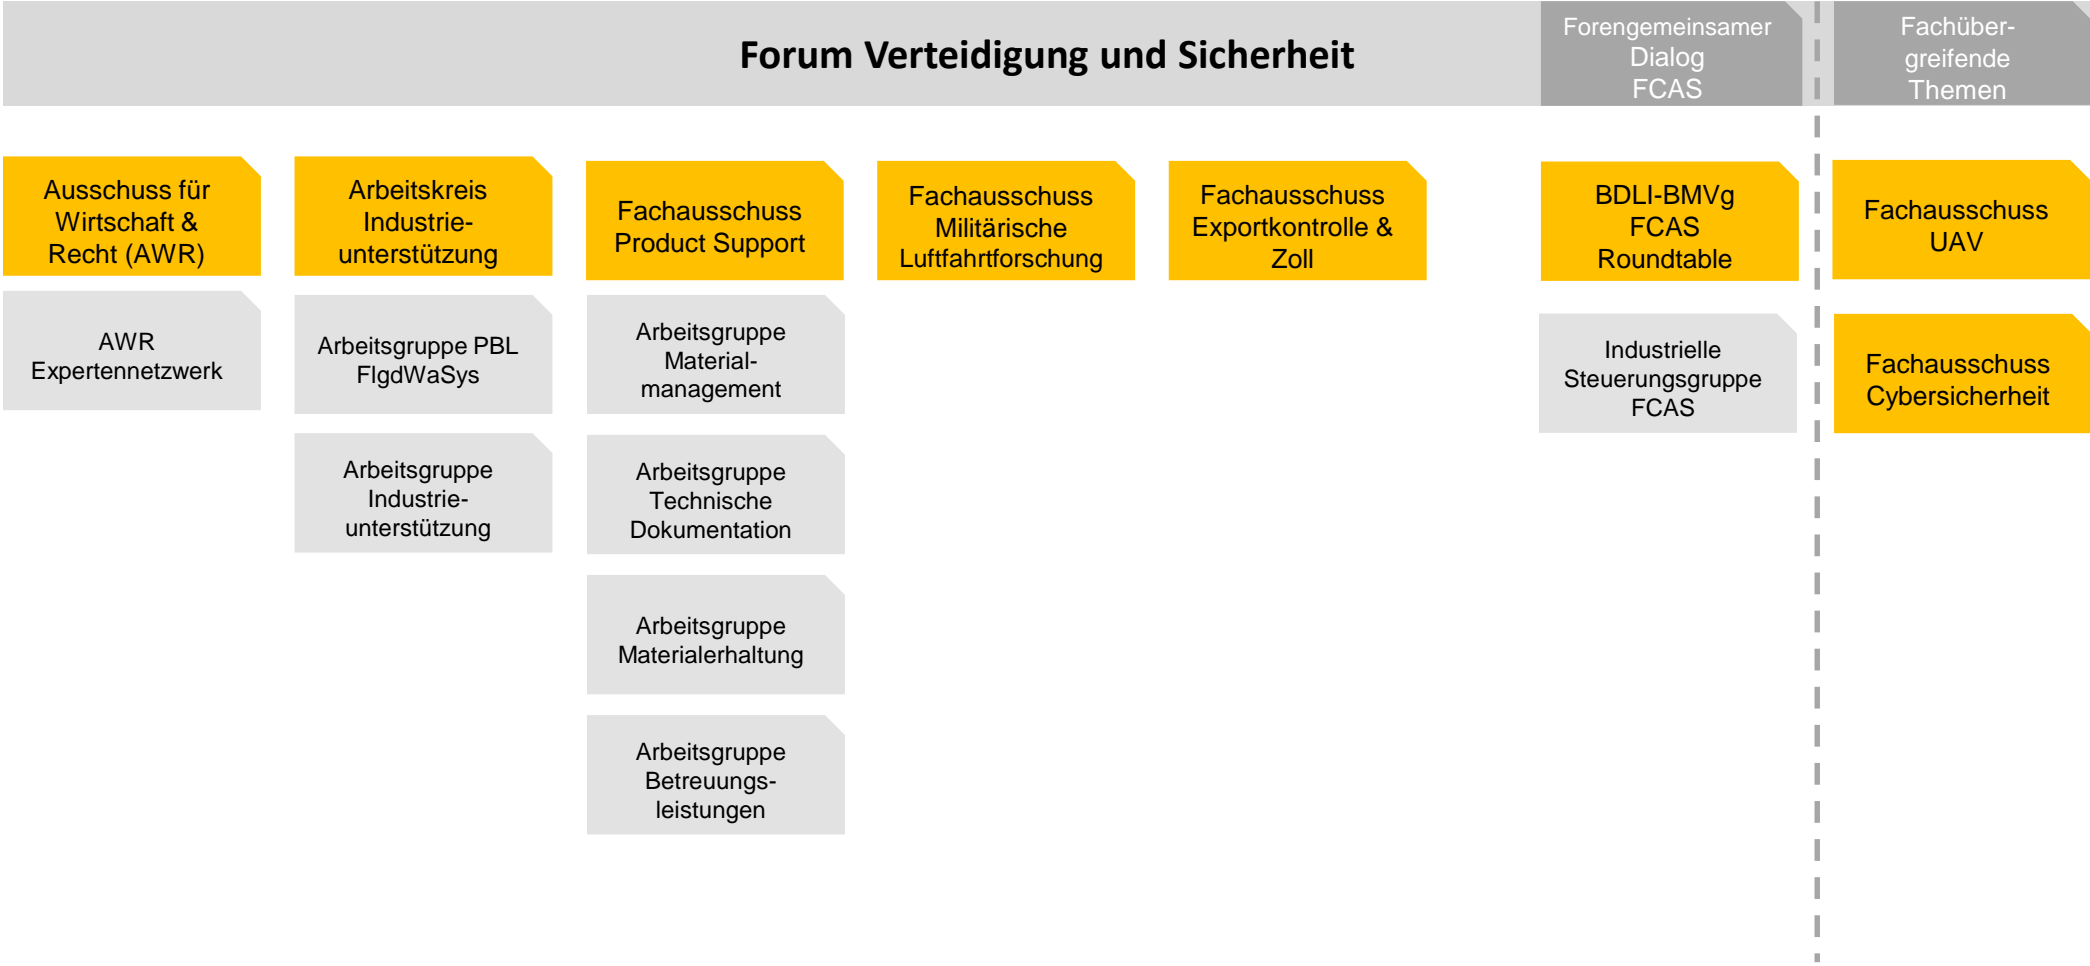 Forum Verteidigung und Sicherheit
Forengemeinsamer
Dialog
FCAS
Fachüber-
greifende
Themen
Ausschuss für
Wirtschaft &
Recht (AWR)
AWR
Expertennetzwerk
Arbeitskreis
Industrie-
unterstützung
Arbeitsgruppe PBL
FlgdWaSys
Arbeitsgruppe
Industrie-
unterstützung
Fachausschuss
Product Support
Arbeitsgruppe
Material-
management
Arbeitsgruppe
Technische
Dokumentation
Arbeitsgruppe
Materialerhaltung
Arbeitsgruppe
Betreuungs-
leistungen
Fachausschuss
Militärische
Luftfahrtforschung
Fachausschuss
Exportkontrolle &
Zoll
BDLI-BMVg
FCAS
Roundtable
Industrielle
Steuerungsgruppe
FCAS
Fachausschuss
UAV
Fachausschuss
Cybersicherheit